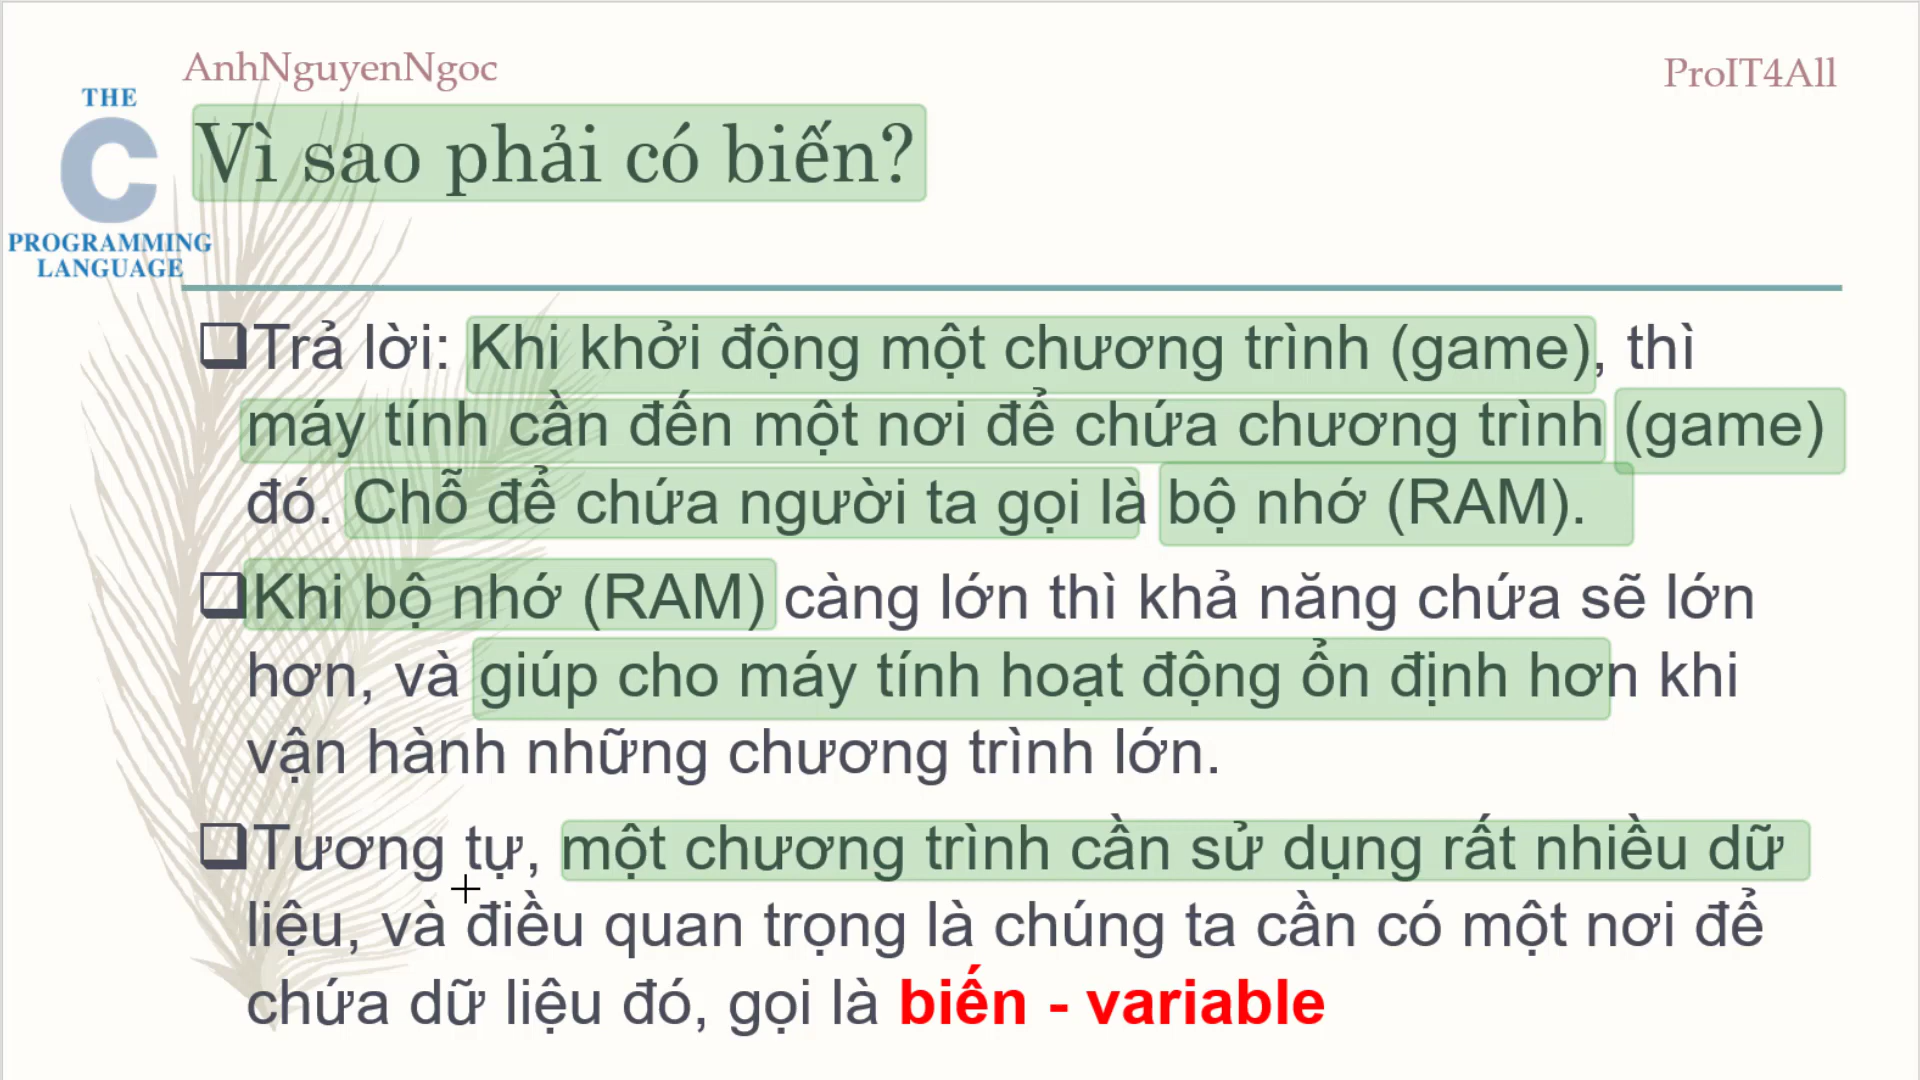 AnhNguyenNgoc
ProIT4All
THE
C
PROGRAMMING
LANGUAGE
Vì sao phải có biến?
Trả lời: Khi khởi động một chương trình (game), thì
máy tính cần đến một nơi để chứa chương trình (game)
đó. Chỗ để chứa người ta gọi là bộ nhớ (RAM).
Khi bộ nhớ (RAM) càng lớn thì khả năng chứa sẽ lớn
hơn, và giúp cho máy tính hoạt động ổn định hơn khi
vận hành những chương trình lớn.
Tương tự, một chương trình cần sử dụng rất nhiều dữ
liệu, và điều quan trọng là chúng ta cần có một nơi để
chứa dữ liệu đó, gọi là biến - variable